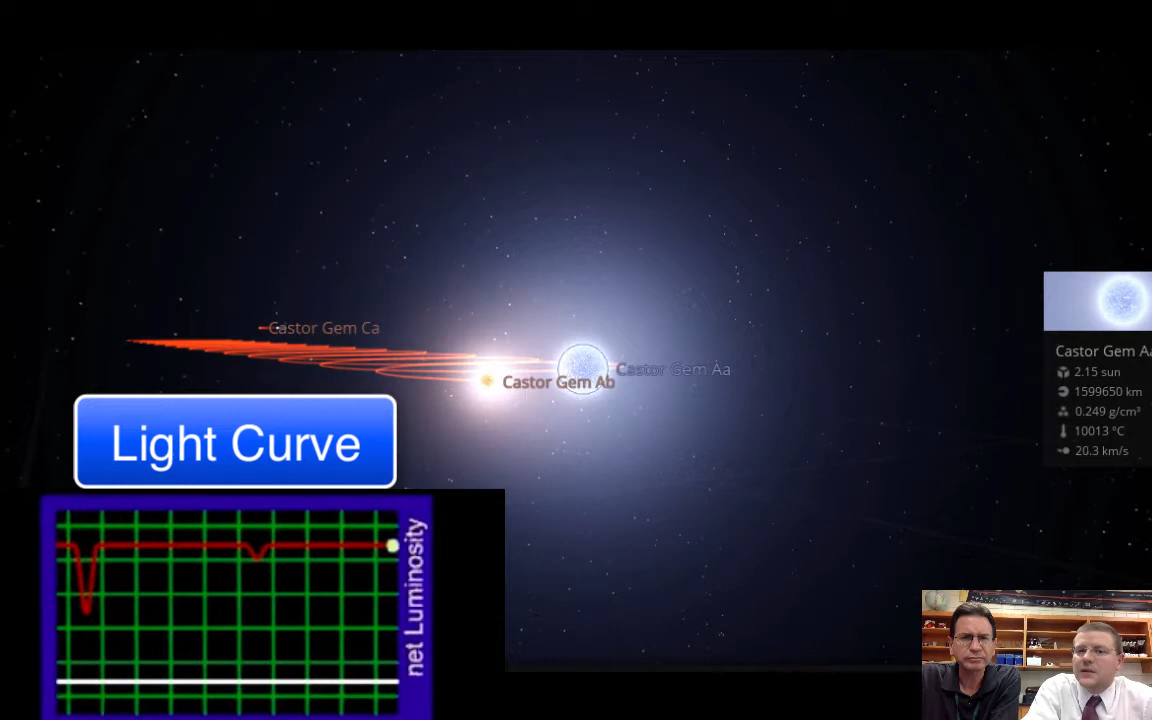 Castor Gem Ca
Castor Gem Aa
Castor Gem Ab
Light Curve
net Luminosity
Castor Gem Aa
2.15 sun
1599650 km
0.249 g/cm³
10013 °C
20.3 km/s